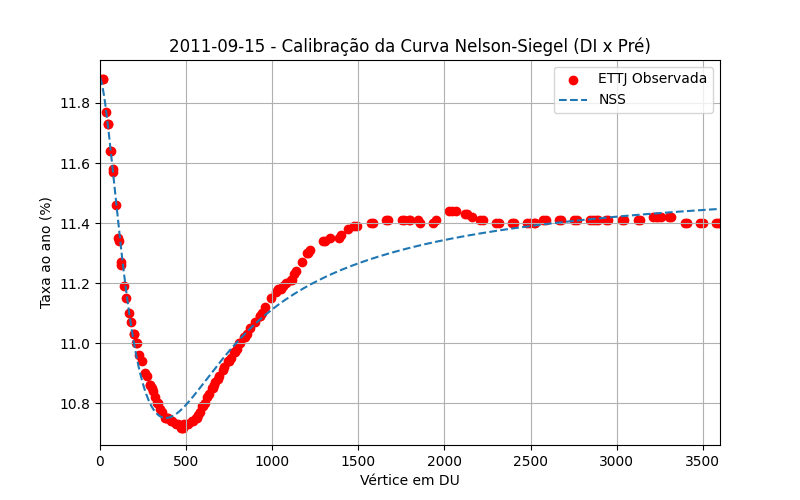 2011-09-15 - Calibração da Curva Nelson-Siegel (DI x Pré)
ETTJ Observada
NSS
Taxa ao ano (%)
11.8
11.6
11.4
11.2
11.0
10.8
0 500 1000 1500 2000 2500 3000 3500
Vértice em DU